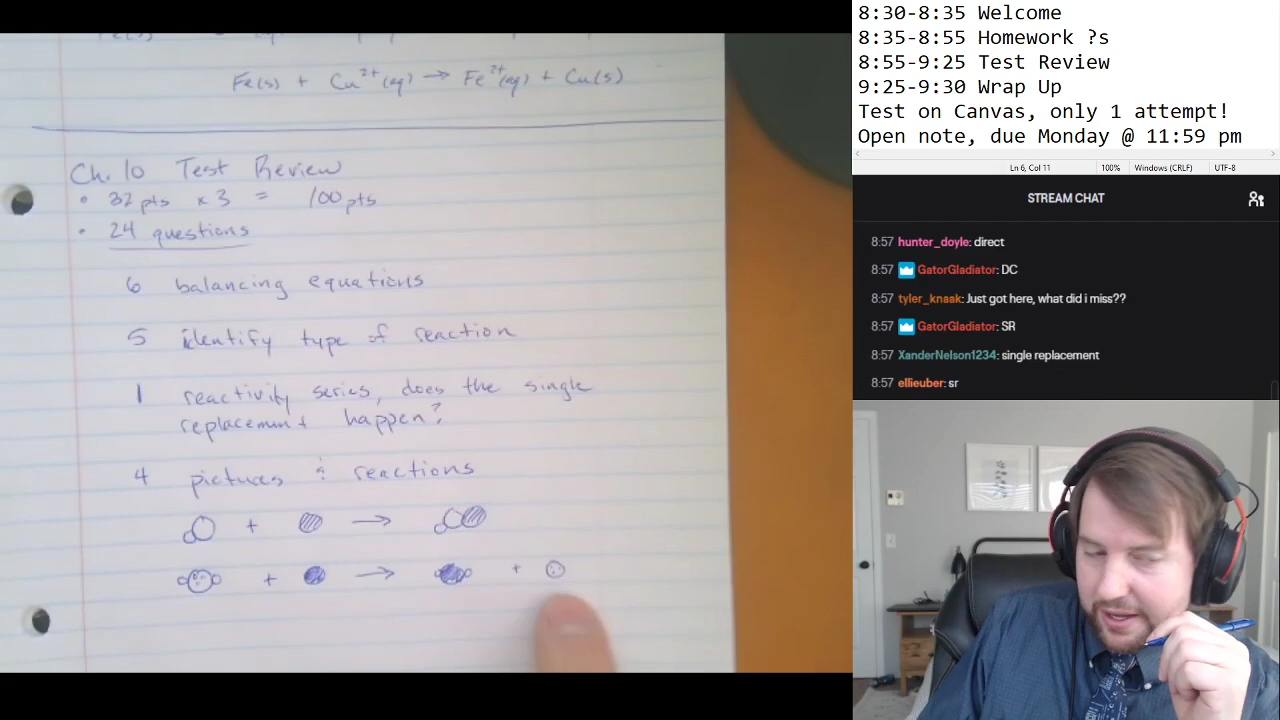 Fe(s) + Cu²⁺(aq) → Fe²⁺(aq) + Cu(s)
Ch. 10 Test Review
• 32 pts × 3 = 100 pts
• 24 questions
6 balancing equations
5 identify type of reaction
1 reactivity series, does the single
replacement happen?
4 pictures & reactions
+ →
+ → +
8:30-8:35 Welcome
8:35-8:55 Homework ?s
8:55-9:25 Test Review
9:25-9:30 Wrap Up
Test on Canvas, only 1 attempt!
Open note, due Monday @ 11:59 pm
Ln 6, Col 11 100% Windows (CRLF) UTF-8
STREAM CHAT
8:57 hunter_doyle: direct
8:57 GatorGladiator: DC
8:57 tyler_knaak: Just got here, what did i miss??
8:57 GatorGladiator: SR
8:57 XanderNelson1234: single replacement
8:57 ellieuber: sr